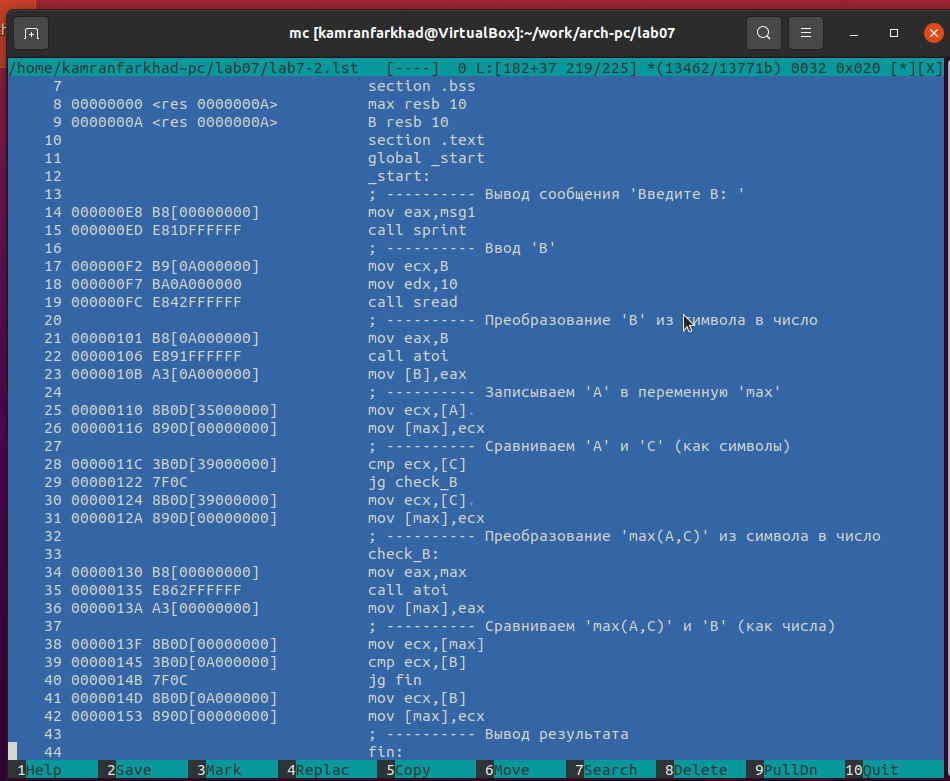 mc [kamranfarkhad@VirtualBox]:~/work/arch-pc/lab07
/home/kamranfarkhad~pc/lab07/lab7-2.lst   [----]  0 L:[182+37 219/225] *(13462/13771b) 0032 0x020 [*][X]
7                                  section .bss
8 00000000 <res 0000000A>          max resb 10
9 0000000A <res 0000000A>          B resb 10
10                                  section .text
11                                  global _start
12                                  _start:
13                                  ; ---------- Вывод сообщения 'Введите B: '
14 000000E8 B8[00000000]            mov eax,msg1
15 000000ED E81DFFFFFF              call sprint
16                                  ; ---------- Ввод 'B'
17 000000F2 B9[0A000000]            mov ecx,B
18 000000F7 BA0A000000              mov edx,10
19 000000FC E842FFFFFF              call sread
20                                  ; ---------- Преобразование 'B' из символа в число
21 00000101 B8[0A000000]            mov eax,B
22 00000106 E891FFFFFF              call atoi
23 0000010B A3[0A000000]            mov [B],eax
24                                  ; ---------- Записываем 'A' в переменную 'max'
25 00000110 8B0D[35000000]          mov ecx,[A].
26 00000116 890D[00000000]          mov [max],ecx
27                                  ; ---------- Сравниваем 'A' и 'С' (как символы)
28 0000011C 3B0D[39000000]          cmp ecx,[C]
29 00000122 7F0C                    jg check_B
30 00000124 8B0D[39000000]          mov ecx,[C].
31 0000012A 890D[00000000]          mov [max],ecx
32                                  ; ---------- Преобразование 'max(A,C)' из символа в число
33                                  check_B:
34 00000130 B8[00000000]            mov eax,max
35 00000135 E862FFFFFF              call atoi
36 0000013A A3[00000000]            mov [max],eax
37                                  ; ---------- Сравниваем 'max(A,C)' и 'B' (как числа)
38 0000013F 8B0D[00000000]          mov ecx,[max]
39 00000145 3B0D[0A000000]          cmp ecx,[B]
40 0000014B 7F0C                    jg fin
41 0000014D 8B0D[0A000000]          mov ecx,[B]
42 00000153 890D[00000000]          mov [max],ecx
43                                  ; ---------- Вывод результата
44                                  fin:
1Help 2Save 3Mark 4Replac 5Copy 6Move 7Search 8Delete 9PullDn 10Quit